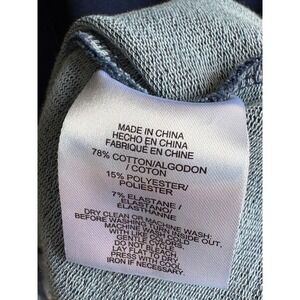 MADE IN CHINA
HECHO EN CHINA
FABRIQUÉ EN CHINE
78% COTTON/ALGODON
/ COTON
15% POLYESTER/
POLIESTER
7% ELASTANE /
ELASTANO
ELASTHANNE
DRY CLEAN OR MACHINE WASH:
BEFORE WASHING TURN INSIDE OUT.
MACHINE WASH
WITH LIKE COLORS.
DO NOT BLEACH.
LAY FLAT TO DRY.
PRESS WITH DRY
IRON IF NECESSARY.